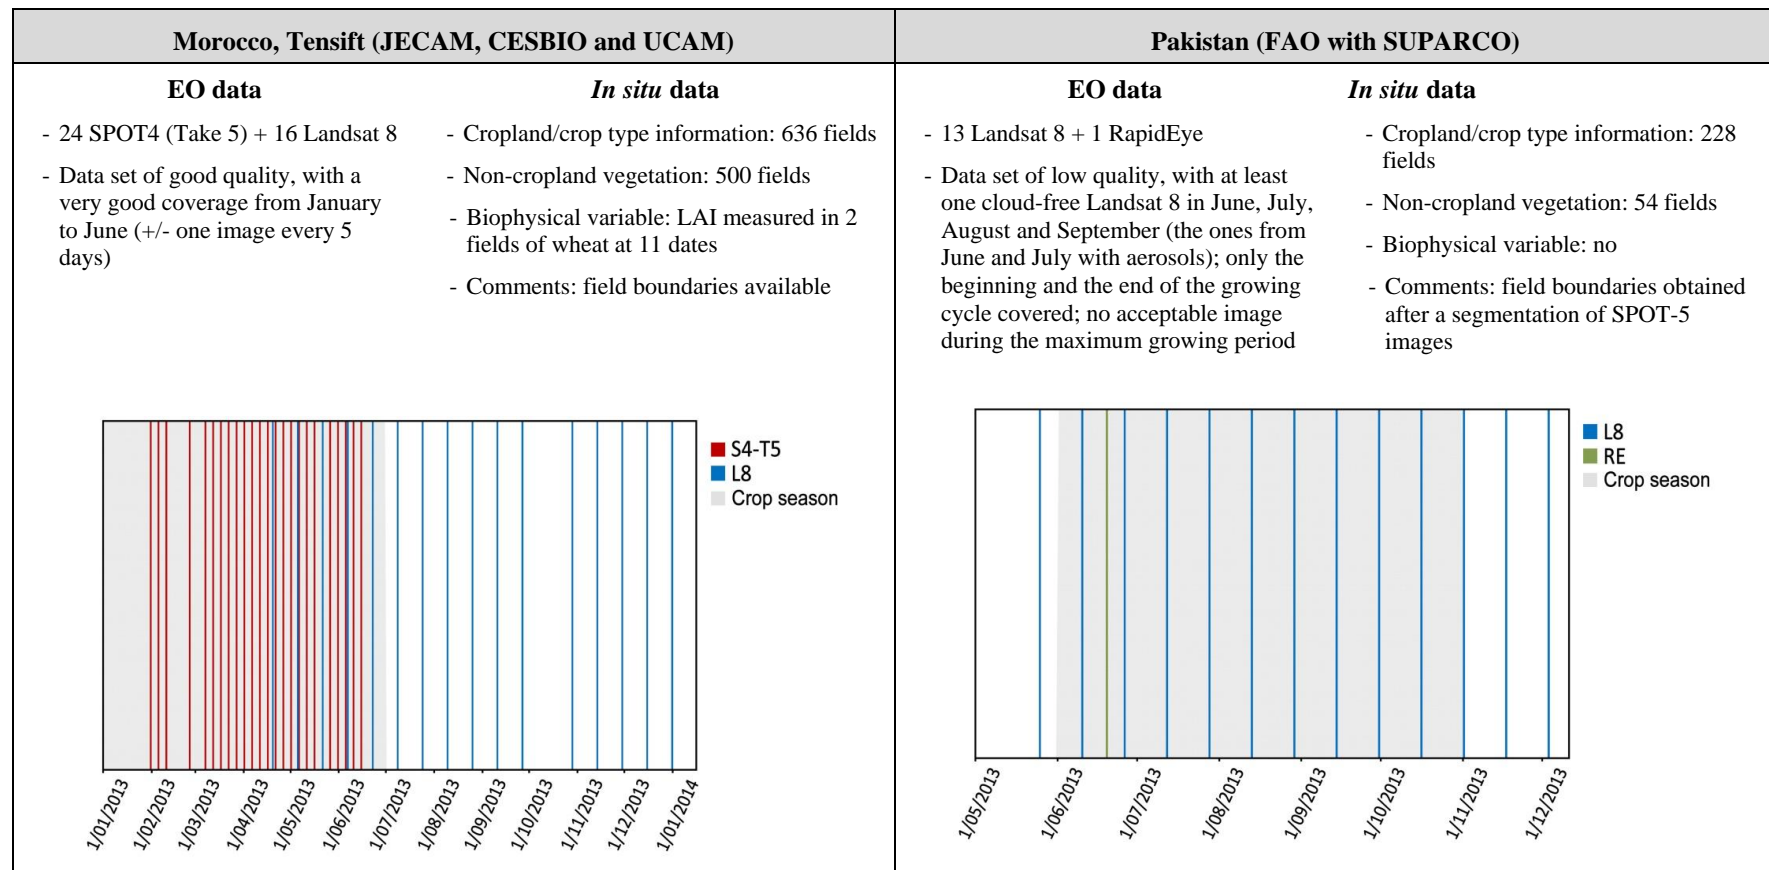 Morocco, Tensift (JECAM, CESBIO and UCAM)
EO data
- 24 SPOT4 (Take 5) + 16 Landsat 8
- Data set of good quality, with a
very good coverage from January
to June (+/- one image every 5
days)
In situ data
- Cropland/crop type information: 636 fields
- Non-cropland vegetation: 500 fields
- Biophysical variable: LAI measured in 2
fields of wheat at 11 dates
- Comments: field boundaries available
S4-T5
L8
Crop season
1/01/2013
1/02/2013
1/03/2013
1/04/2013
1/05/2013
1/06/2013
1/07/2013
1/08/2013
1/09/2013
1/10/2013
1/11/2013
1/12/2013
1/01/2014
Pakistan (FAO with SUPARCO)
EO data
- 13 Landsat 8 + 1 RapidEye
- Data set of low quality, with at least
one cloud-free Landsat 8 in June, July,
August and September (the ones from
June and July with aerosols); only the
beginning and the end of the growing
cycle covered; no acceptable image
during the maximum growing period
In situ data
- Cropland/crop type information: 228
fields
- Non-cropland vegetation: 54 fields
- Biophysical variable: no
- Comments: field boundaries obtained
after a segmentation of SPOT-5
images
L8
RE
Crop season
1/05/2013
1/06/2013
1/07/2013
1/08/2013
1/09/2013
1/10/2013
1/11/2013
1/12/2013